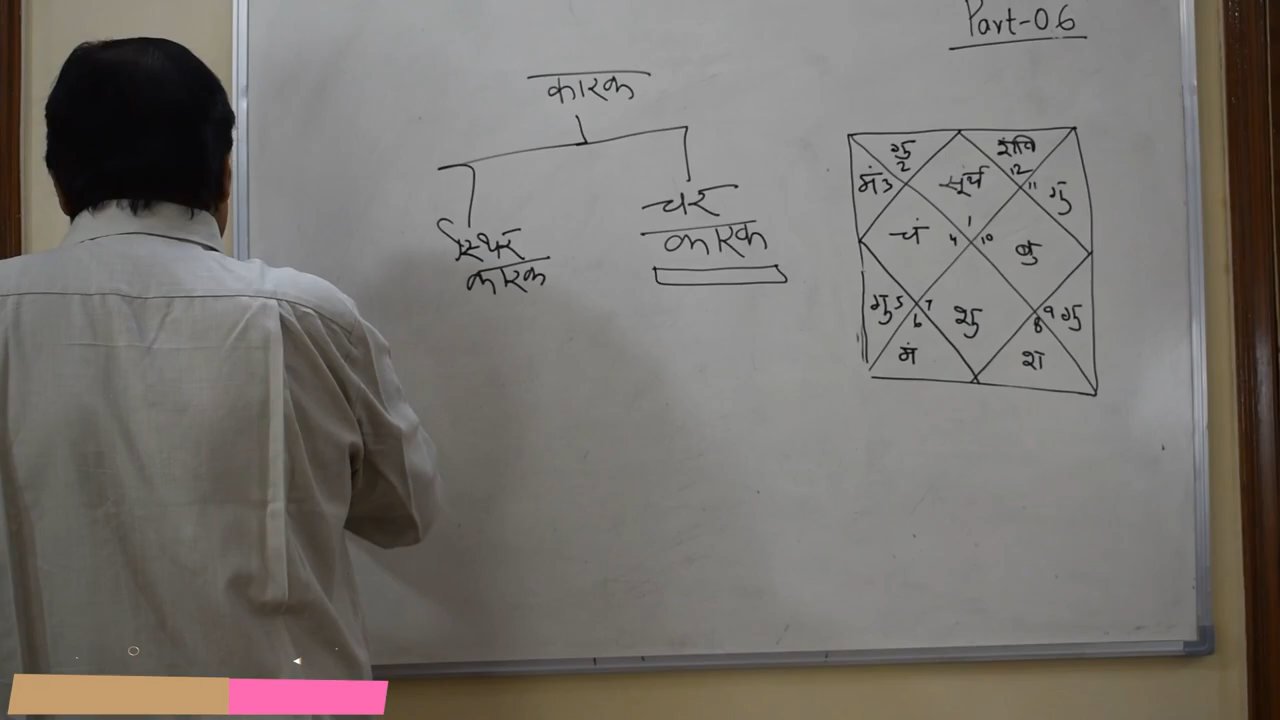 Part-06
कारक
स्थिर
कारक
चर
कारक
गु
2
शनि
12
मं 3
सूर्य
11 गु
चं
1
4 10
बु
गु 5 7
6
शु
9 गु
8
मं
श